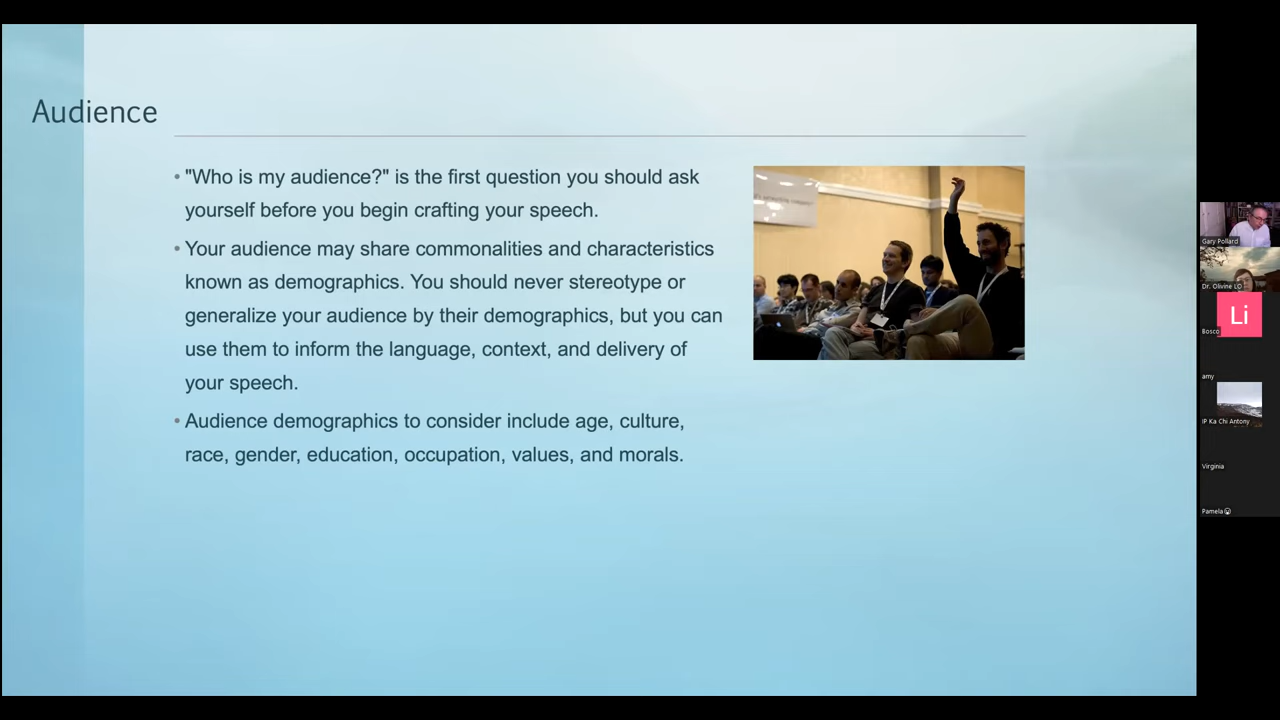 Audience
• "Who is my audience?" is the first question you should ask
yourself before you begin crafting your speech.
• Your audience may share commonalities and characteristics
known as demographics. You should never stereotype or
generalize your audience by their demographics, but you can
use them to inform the language, context, and delivery of
your speech.
• Audience demographics to consider include age, culture,
race, gender, education, occupation, values, and morals.
Gary Pollard
Dr. Olivine LO
Li
Bosco
amy
IP Ka Chi Antony
Virginia
Pamela